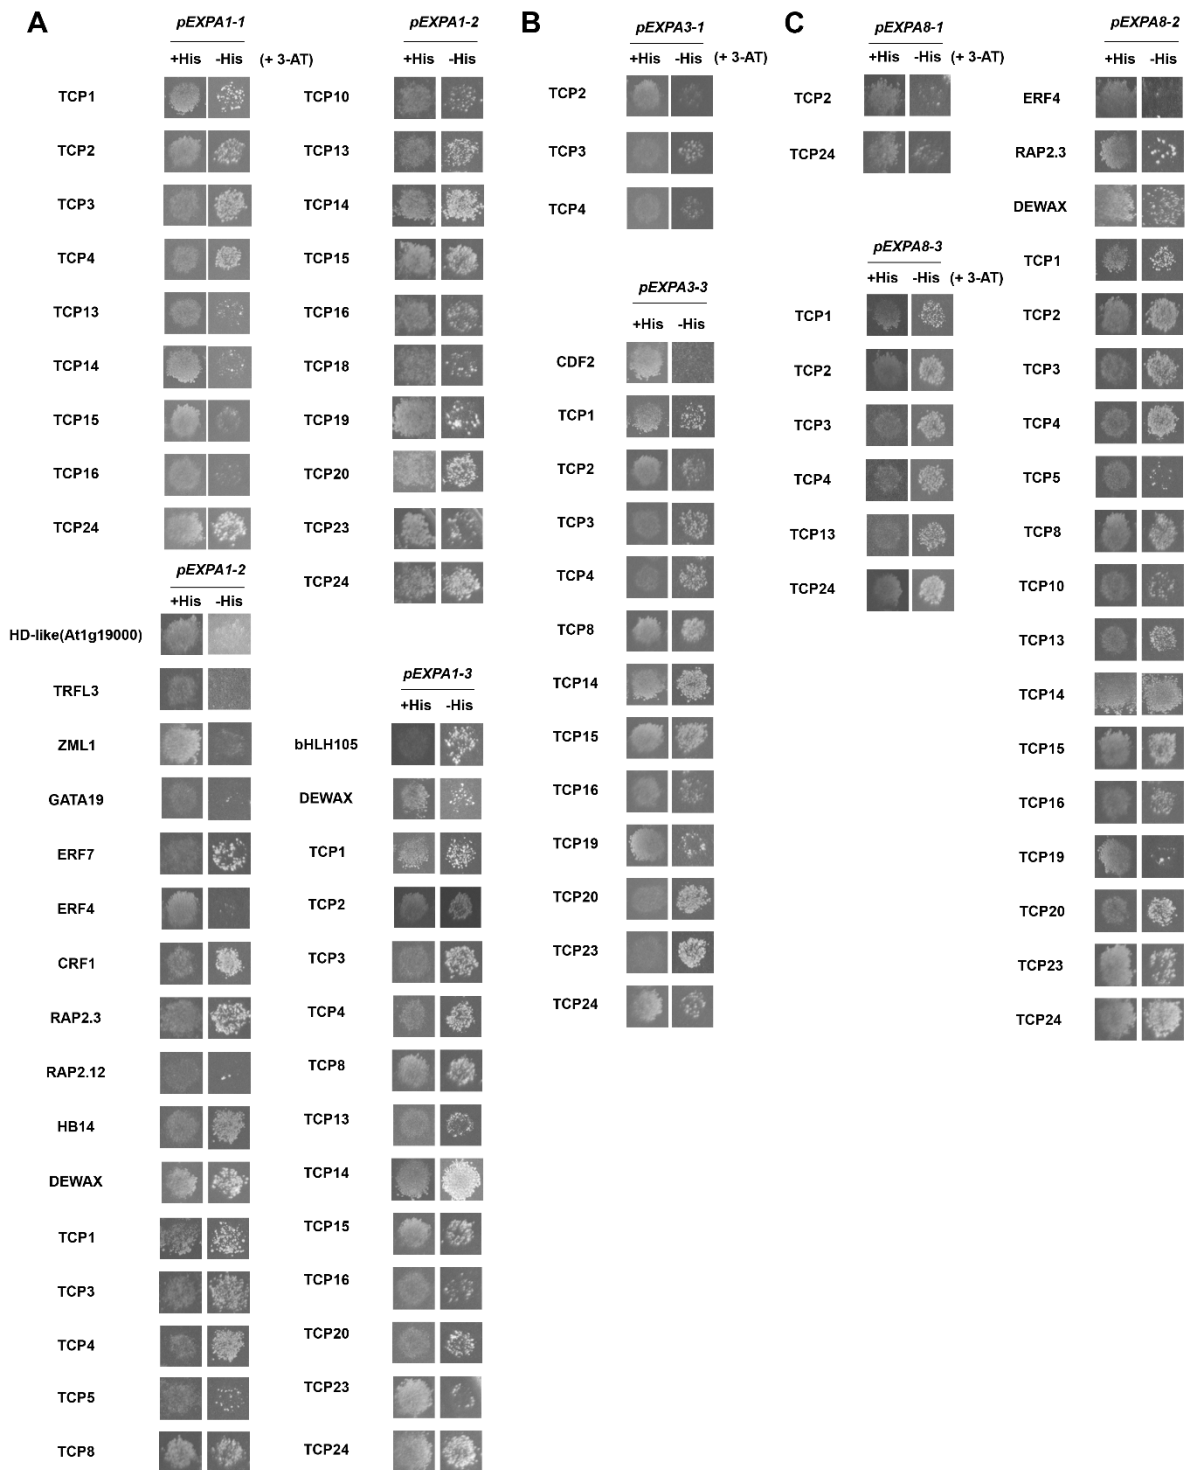 A
pEXPA1-1
+His -His (+ 3-AT)
TCP1
TCP2
TCP3
TCP4
TCP13
TCP14
TCP15
TCP16
TCP24
pEXPA1-2
+His -His
HD-like(At1g19000)
TRFL3
ZML1
GATA19
ERF7
ERF4
CRF1
RAP2.3
RAP2.12
HB14
DEWAX
TCP1
TCP3
TCP4
TCP5
TCP8
pEXPA1-2
+His -His
TCP10
TCP13
TCP14
TCP15
TCP16
TCP18
TCP19
TCP20
TCP23
TCP24
pEXPA1-3
+His -His
bHLH105
DEWAX
TCP1
TCP2
TCP3
TCP4
TCP8
TCP13
TCP14
TCP15
TCP16
TCP20
TCP23
TCP24
B
pEXPA3-1
+His -His (+ 3-AT)
TCP2
TCP3
TCP4
pEXPA3-3
+His -His
CDF2
TCP1
TCP2
TCP3
TCP4
TCP8
TCP14
TCP15
TCP16
TCP19
TCP20
TCP23
TCP24
C
pEXPA8-1
+His -His (+ 3-AT)
TCP2
TCP24
pEXPA8-3
+His -His (+ 3-AT)
TCP1
TCP2
TCP3
TCP4
TCP13
TCP24
pEXPA8-2
+His -His
ERF4
RAP2.3
DEWAX
TCP1
TCP2
TCP3
TCP4
TCP5
TCP8
TCP10
TCP13
TCP14
TCP15
TCP16
TCP19
TCP20
TCP23
TCP24